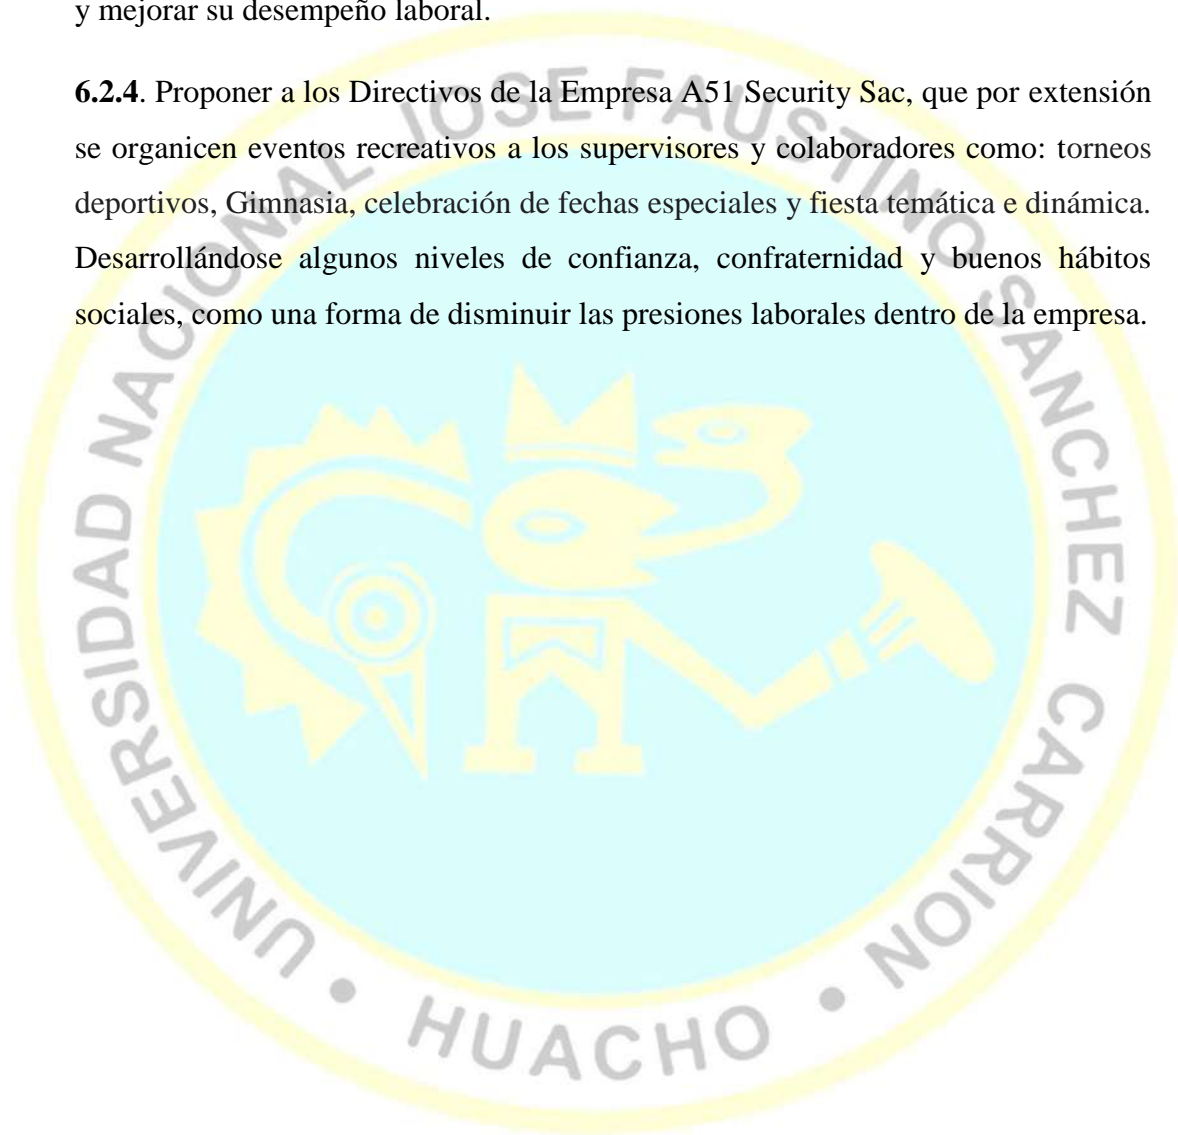 y mejorar su desempeño laboral.
6.2.4. Proponer a los Directivos de la Empresa A51 Security Sac, que por extensión
se organicen eventos recreativos a los supervisores y colaboradores como: torneos
deportivos, Gimnasia, celebración de fechas especiales y fiesta temática e dinámica.
Desarrollándose algunos niveles de confianza, confraternidad y buenos hábitos
sociales, como una forma de disminuir las presiones laborales dentro de la empresa.
UNIVERSIDAD NACIONAL JOSE FAUSTINO SANCHEZ CARRION
• HUACHO •